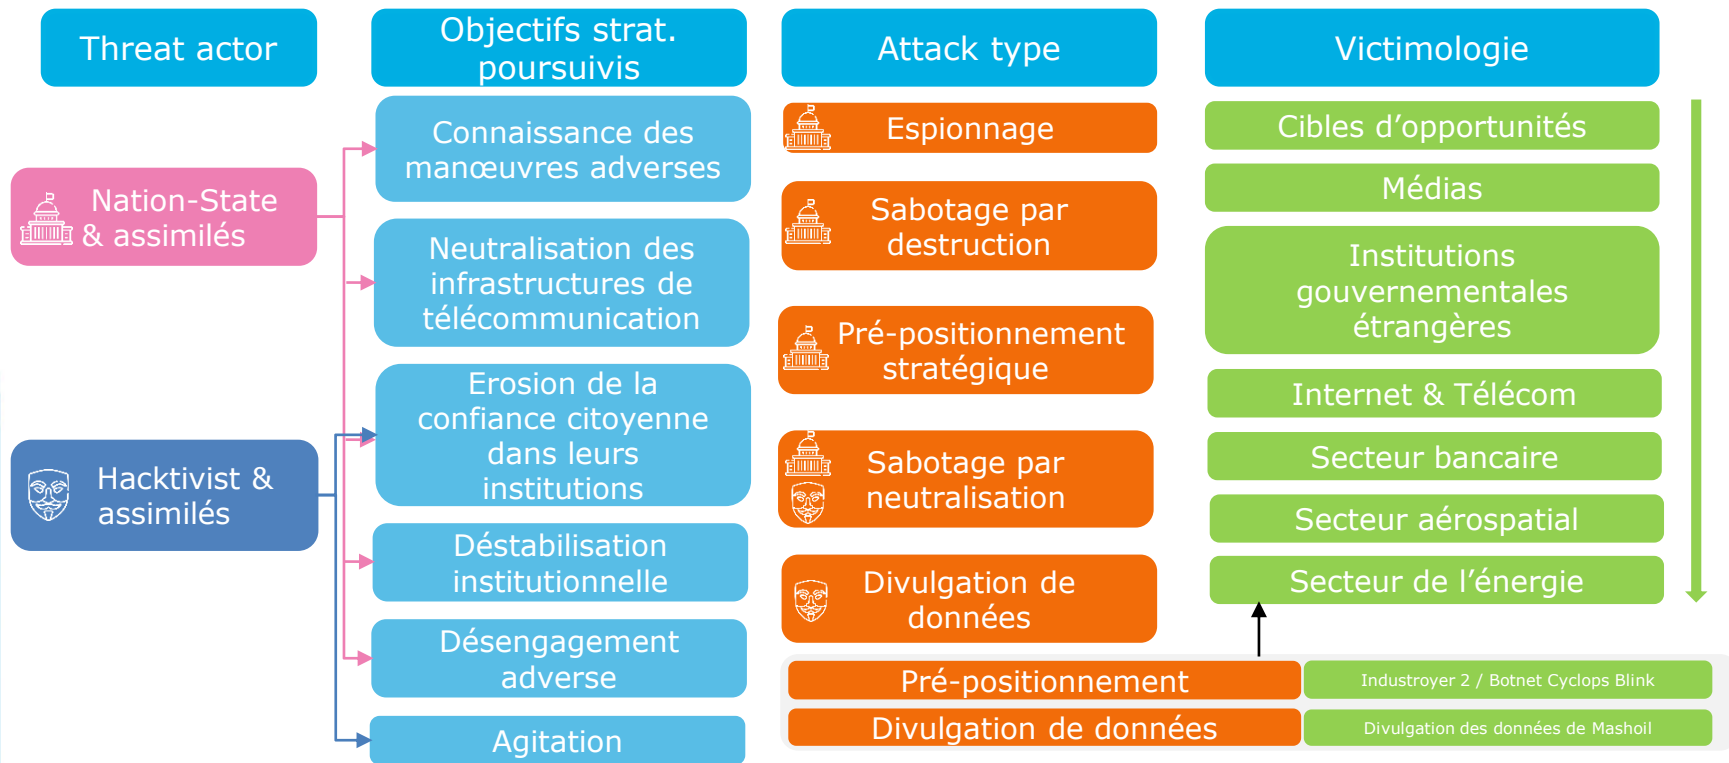 Threat actor
Objectifs strat.
poursuivis
Attack type
Victimologie
Nation-State
& assimilés
Hacktivist &
assimilés
Connaissance des
manœuvres adverses
Neutralisation des
infrastructures de
télécommunication
Erosion de la
confiance citoyenne
dans leurs
institutions
Déstabilisation
institutionnelle
Désengagement
adverse
Agitation
Espionnage
Sabotage par
destruction
Pré-positionnement
stratégique
Sabotage par
neutralisation
Divulgation de
données
Cibles d’opportunités
Médias
Institutions
gouvernementales
étrangères
Internet & Télécom
Secteur bancaire
Secteur aérospatial
Secteur de l’énergie
Pré-positionnement
Industroyer 2 / Botnet Cyclops Blink
Divulgation de données
Divulgation des données de Mashoil